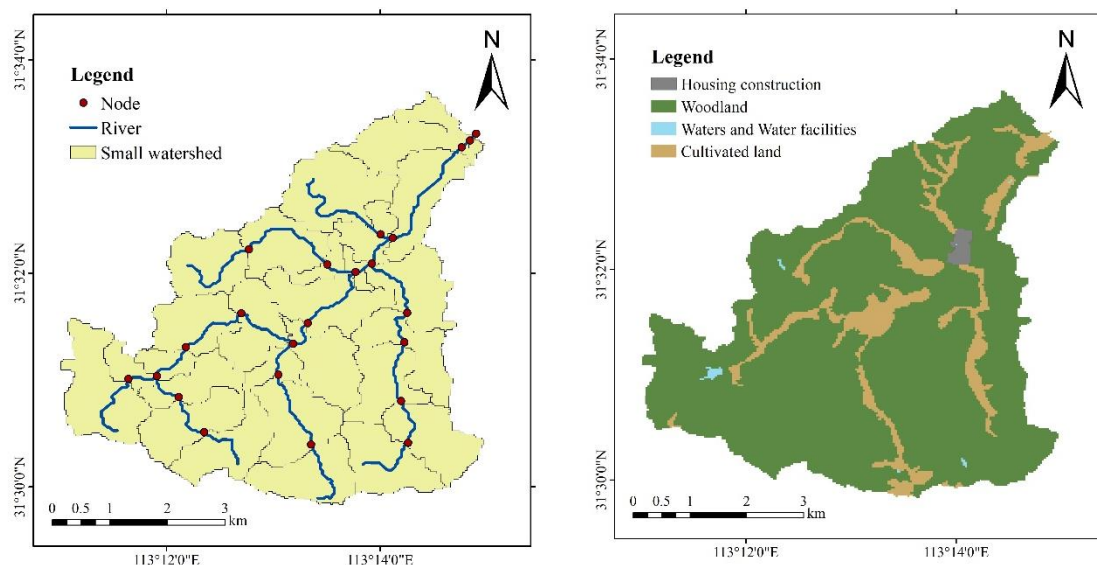 N
Legend
Node
River
Small watershed
31°34'0"N
31°32'0"N
31°30'0"N
0 0.5 1 2 3
km
113°12'0"E 113°14'0"E
N
Legend
Housing construction
Woodland
Waters and Water facilities
Cultivated land
31°34'0"N
31°32'0"N
31°30'0"N
0 0.5 1 2 3
km
113°12'0"E 113°14'0"E